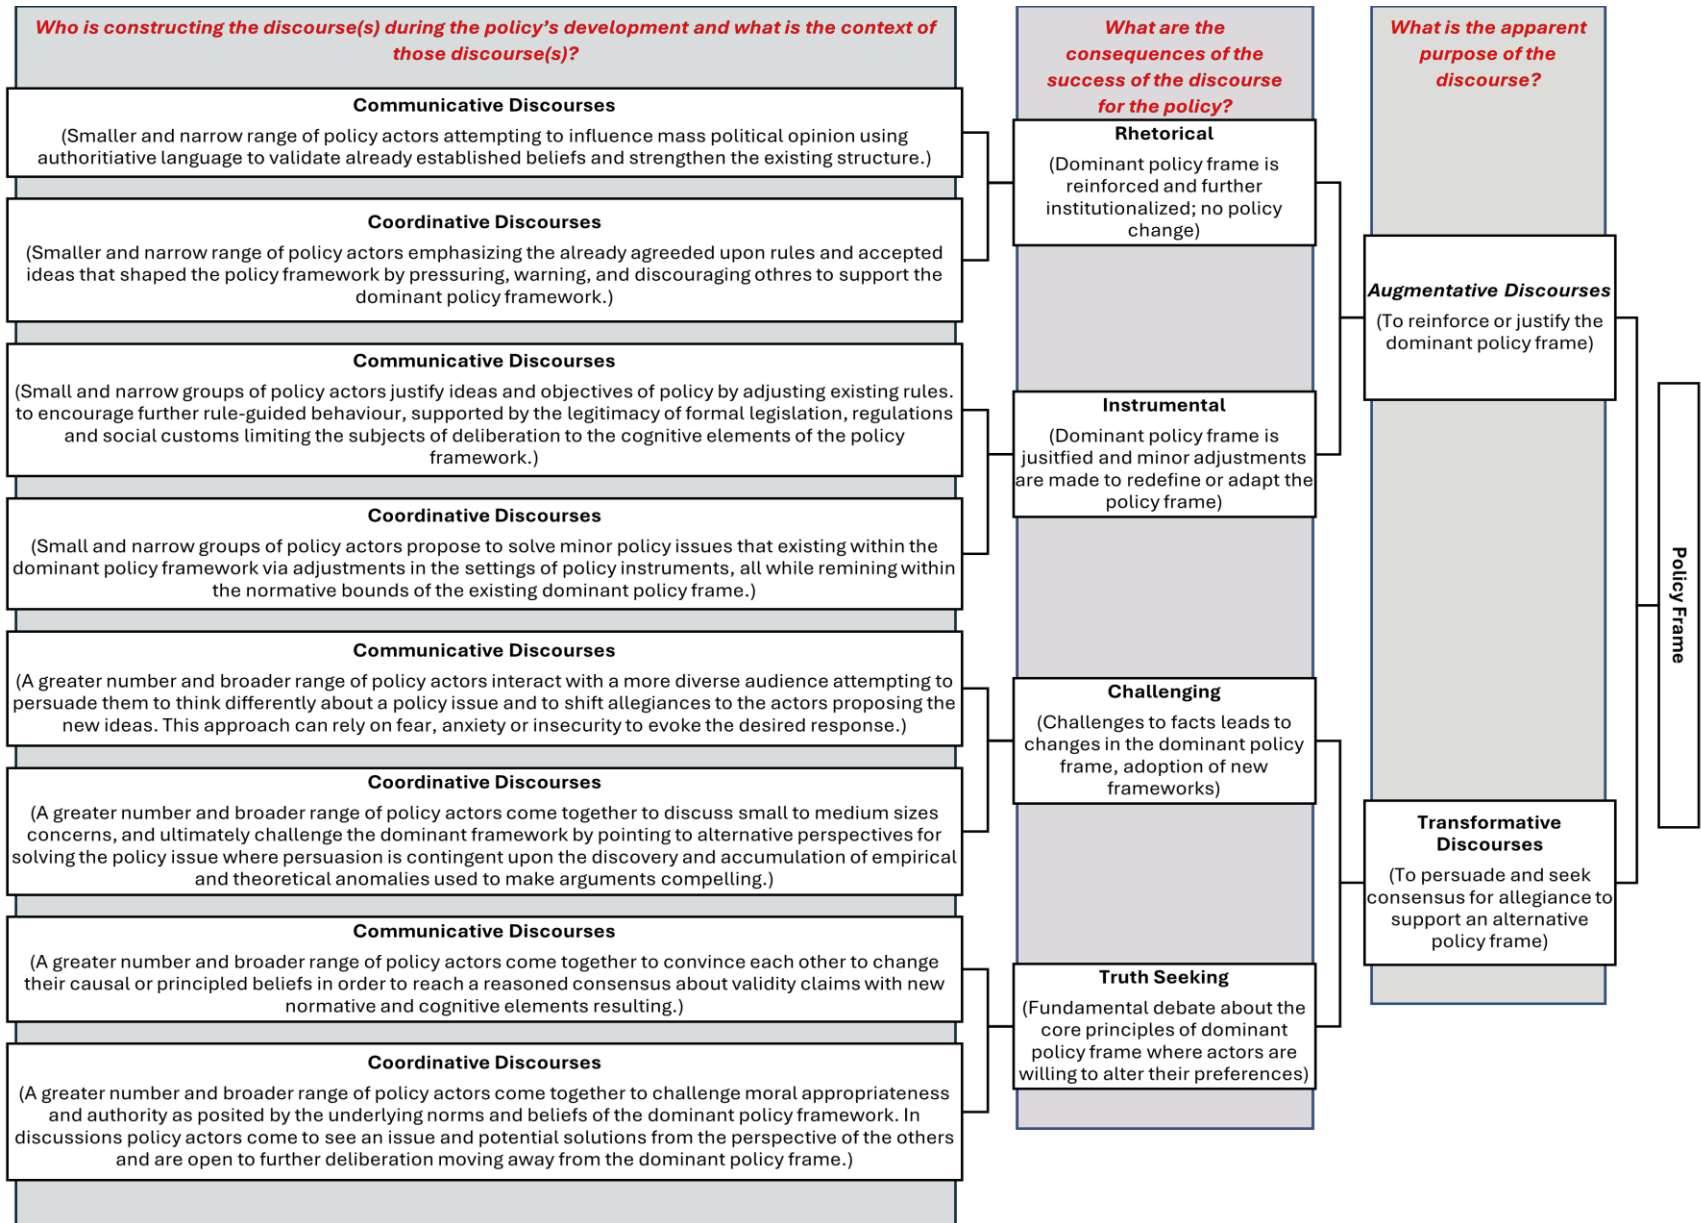 Who is constructing the discourse(s) during the policy's development and what is the context of
those discourse(s)?
Communicative Discourses
(Smaller and narrow range of policy actors attempting to influence mass political opinion using
authoritiative language to validate already established beliefs and strengthen the existing structure.)
Coordinative Discourses
(Smaller and narrow range of policy actors emphasizing the already agreeded upon rules and accepted
ideas that shaped the policy framework by pressuring, warning, and discouraging othres to support the
dominant policy framework.)
Communicative Discourses
(Small and narrow groups of policy actors justify ideas and objectives of policy by adjusting existing rules.
to encourage further rule-guided behaviour, supported by the legitimacy of formal legislation, regulations
and social customs limiting the subjects of deliberation to the cognitive elements of the policy
framework.)
Coordinative Discourses
(Small and narrow groups of policy actors propose to solve minor policy issues that existing within the
dominant policy framework via adjustments in the settings of policy instruments, all while remining within
the normative bounds of the existing dominant policy frame.)
Communicative Discourses
(A greater number and broader range of policy actors interact with a more diverse audience attempting to
persuade them to think differently about a policy issue and to shift allegiances to the actors proposing the
new ideas. This approach can rely on fear, anxiety or insecurity to evoke the desired response.)
Coordinative Discourses
(A greater number and broader range of policy actors come together to discuss small to medium sizes
concerns, and ultimately challenge the dominant framework by pointing to alternative perspectives for
solving the policy issue where persuasion is contingent upon the discovery and accumulation of empirical
and theoretical anomalies used to make arguments compelling.)
Communicative Discourses
(A greater number and broader range of policy actors come together to convince each other to change
their causal or principled beliefs in order to reach a reasoned consensus about validity claims with new
normative and cognitive elements resulting.)
Coordinative Discourses
(A greater number and broader range of policy actors come together to challenge moral appropriateness
and authority as posited by the underlying norms and beliefs of the dominant policy framework. In
discussions policy actors come to see an issue and potential solutions from the perspective of the others
and are open to further deliberation moving away from the dominant policy frame.)
What are the
consequences of the
success of the discourse
for the policy?
Rhetorical
(Dominant policy frame is
reinforced and further
institutionalized; no policy
change)
Instrumental
(Dominant policy frame is
jusitfied and minor adjustments
are made to redefine or adapt the
policy frame)
Challenging
(Challenges to facts leads to
changes in the dominant policy
frame, adoption of new
frameworks)
Truth Seeking
(Fundamental debate about the
core principles of dominant
policy frame where actors are
willing to alter their preferences)
What is the apparent
purpose of the
discourse?
Augmentative Discourses
(To reinforce or justify the
dominant policy frame)
Transformative
Discourses
(To persuade and seek
consensus for allegiance to
support an alternative
policy frame)
Policy Frame